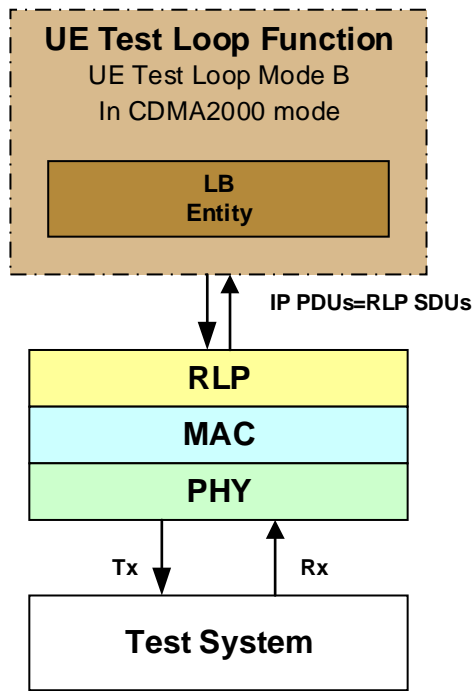 UE Test Loop Function
UE Test Loop Mode B
In CDMA2000 mode
LB
Entity
IP PDUs=RLP SDUs
RLP
MAC
PHY
Tx
Rx
Test System